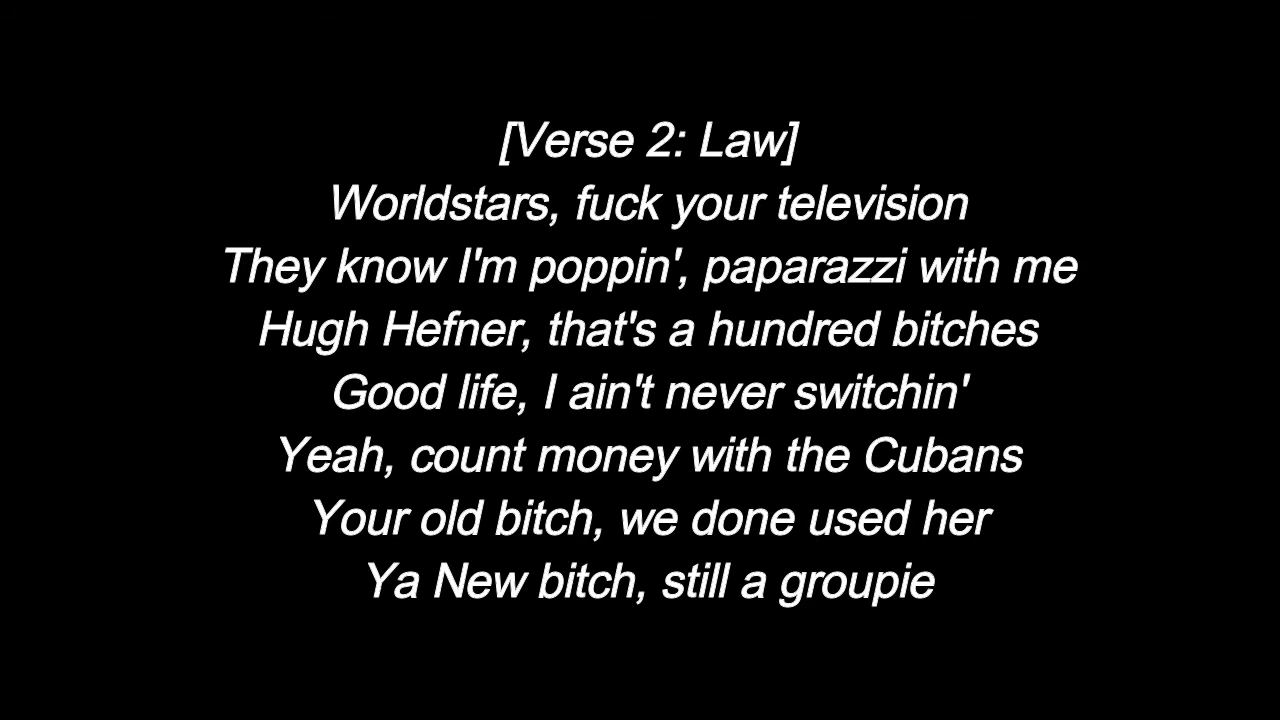 [Verse 2: Law]
Worldstars, fuck your television
They know I'm poppin', paparazzi with me
Hugh Hefner, that's a hundred bitches
Good life, I ain't never switchin'
Yeah, count money with the Cubans
Your old bitch, we done used her
Ya New bitch, still a groupie